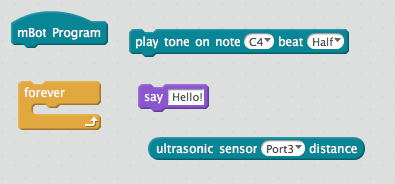 mBot Program
play tone on note C4 beat Half
forever
say Hello!
ultrasonic sensor Port3 distance